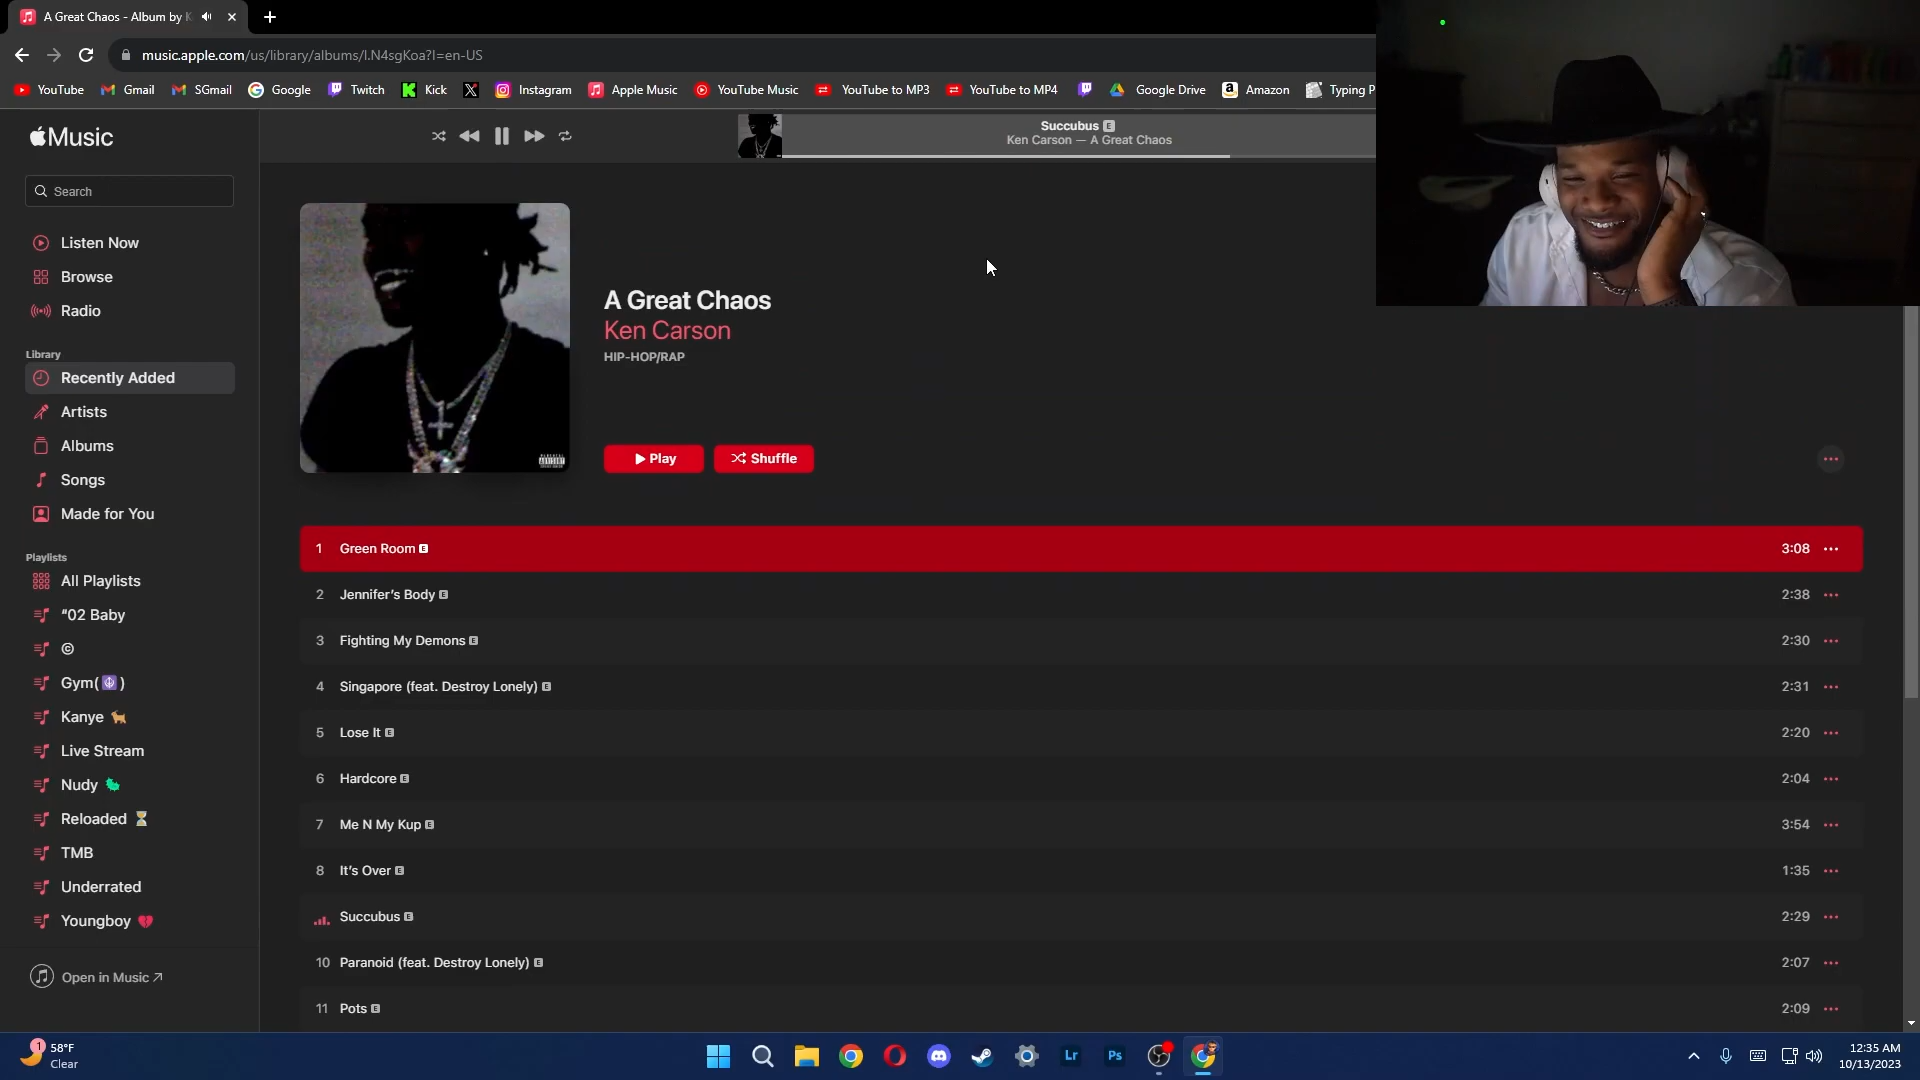 A Great Chaos - Album by K
music.apple.com/us/library/albums/l.N4sgKoa?l=en-US
YouTube
Gmail
SGmail
Google
Twitch
Kick
Instagram
Apple Music
YouTube Music
YouTube to MP3
YouTube to MP4
Google Drive
Amazon
Typing P
Music
Succubus E
Ken Carson — A Great Chaos
Search
Listen Now
Browse
Radio
Library
Recently Added
Artists
Albums
Songs
Made for You
Playlists
All Playlists
“02 Baby
©
Gym( )
Kanye
Live Stream
Nudy
Reloaded
TMB
Underrated
Youngboy
Open in Music
A Great Chaos
Ken Carson
HIP-HOP/RAP
Play
Shuffle
1 Green Room E 3:08
2 Jennifer’s Body E 2:38
3 Fighting My Demons E 2:30
4 Singapore (feat. Destroy Lonely) E 2:31
5 Lose It E 2:20
6 Hardcore E 2:04
7 Me N My Kup E 3:54
8 It’s Over E 1:35
Succubus E 2:29
10 Paranoid (feat. Destroy Lonely) E 2:07
11 Pots E 2:09
1
58°F
Clear
Lr
Ps
12:35 AM
10/13/2023